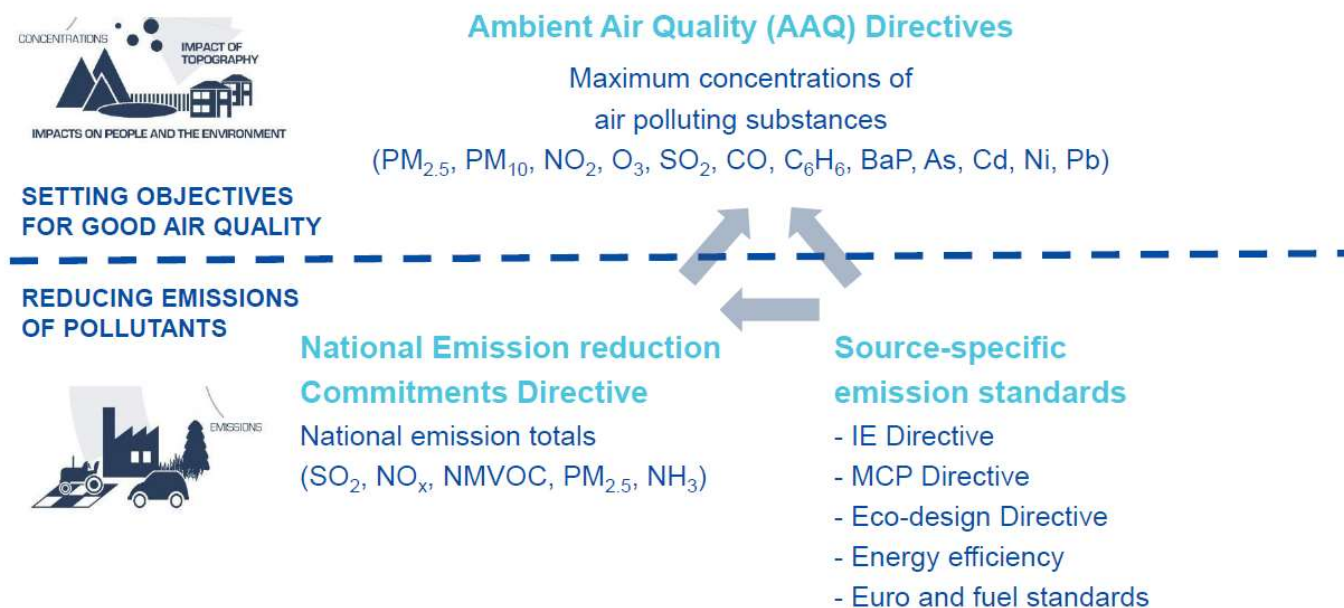 CONCENTRATIONS
IMPACT OF
TOPOGRAPHY
IMPACTS ON PEOPLE AND THE ENVIRONMENT
Ambient Air Quality (AAQ) Directives
Maximum concentrations of
air polluting substances
(PM₂.₅, PM₁₀, NO₂, O₃, SO₂, CO, C₆H₆, BaP, As, Cd, Ni, Pb)
SETTING OBJECTIVES
FOR GOOD AIR QUALITY
REDUCING EMISSIONS
OF POLLUTANTS
EMISSIONS
National Emission reduction
Commitments Directive
National emission totals
(SO₂, NOₓ, NMVOC, PM₂.₅, NH₃)
Source-specific
emission standards
- IE Directive
- MCP Directive
- Eco-design Directive
- Energy efficiency
- Euro and fuel standards